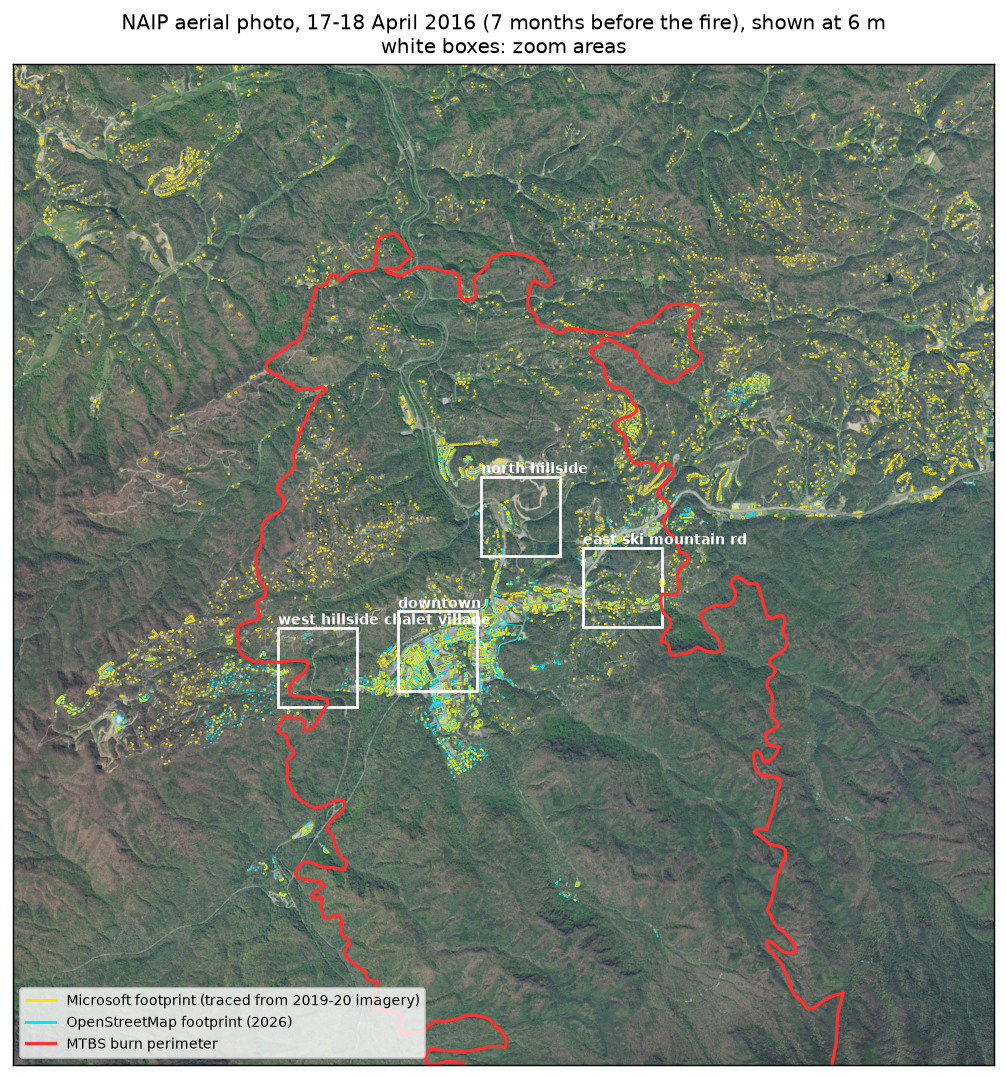 NAIP aerial photo, 17-18 April 2016 (7 months before the fire), shown at 6 m
white boxes: zoom areas
north hillside
east ski mountain rd
downtown
west hillside chalet village
Microsoft footprint (traced from 2019-20 imagery)
OpenStreetMap footprint (2026)
MTBS burn perimeter